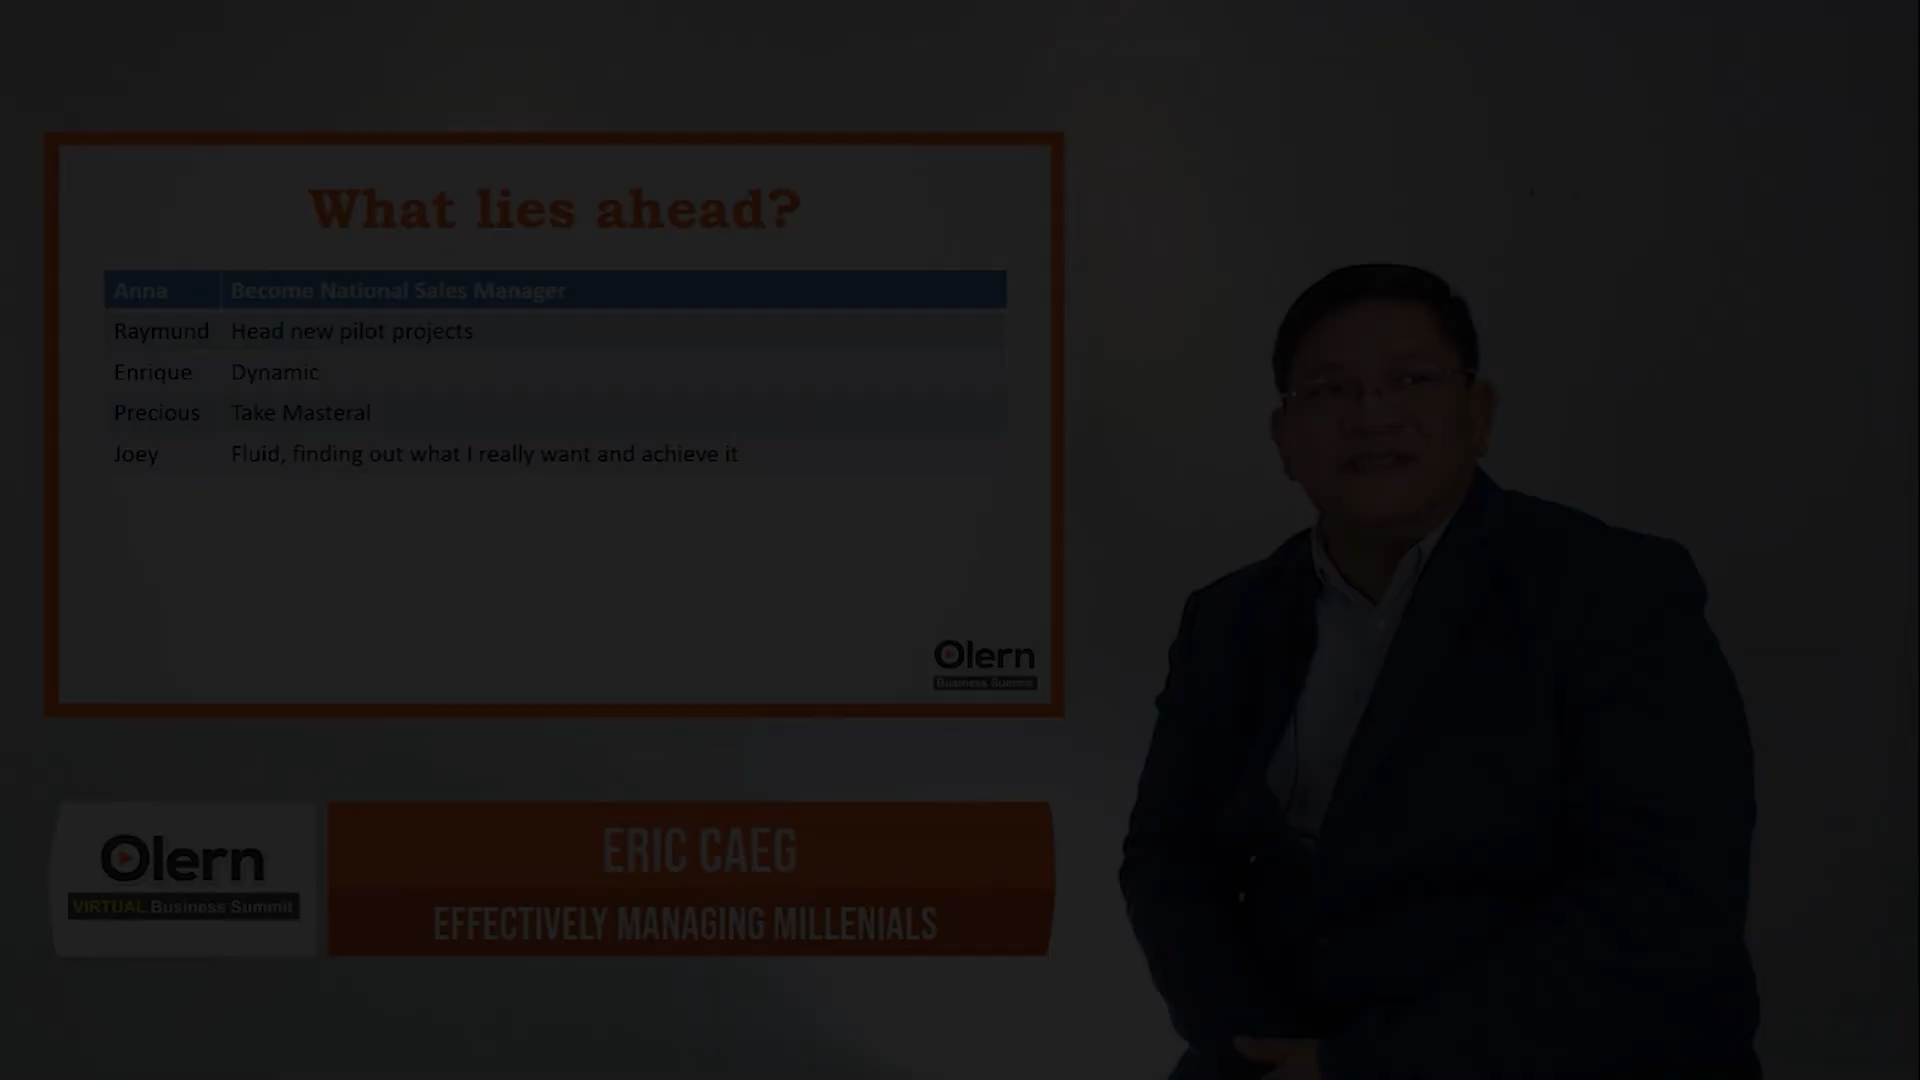 What lies ahead?
Anna Become National Sales Manager
Raymund Head new pilot projects
Enrique Dynamic
Precious Take Masteral
Joey Fluid, finding out what I really want and achieve it
Olern
Business Summit
Olern
VIRTUAL Business Summit
ERIC CAEG
EFFECTIVELY MANAGING MILLENIALS